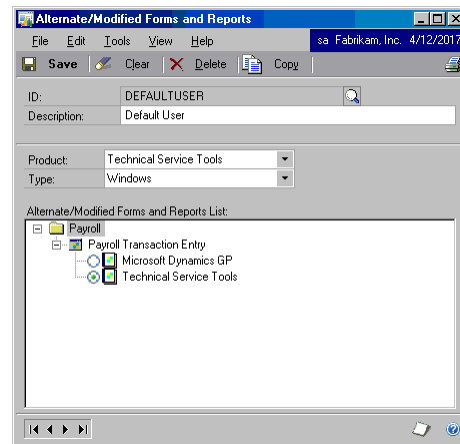 Alternate/Modified Forms and Reports
File Edit Tools View Help sa Fabrikam, Inc. 4/12/2017
Save Clear Delete Copy
ID: DEFAULTUSER
Description: Default User
Product: Technical Service Tools
Type: Windows
Alternate/Modified Forms and Reports List:
Payroll
Payroll Transaction Entry
Microsoft Dynamics GP
Technical Service Tools